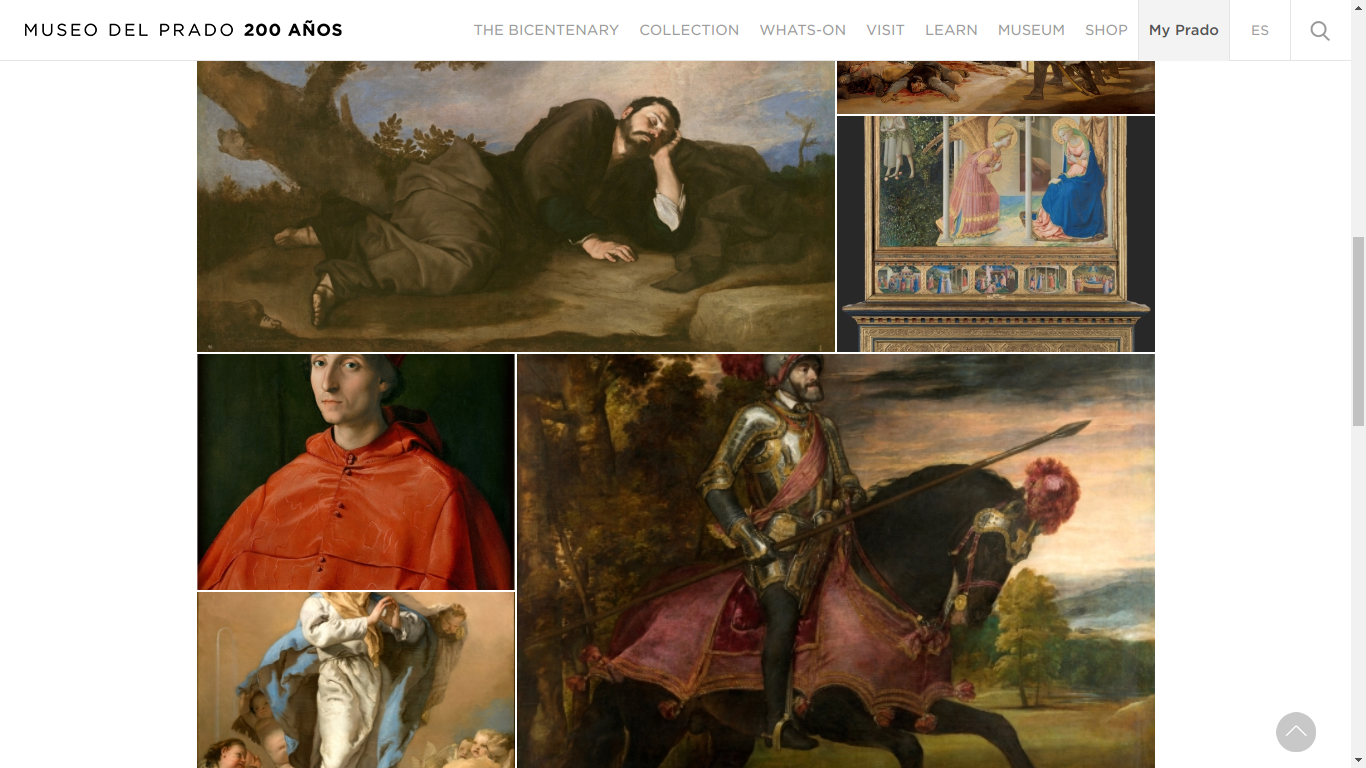 MUSEO DEL PRADO 200 AÑOS
THE BICENTENARY COLLECTION WHATS-ON VISIT LEARN MUSEUM SHOP My Prado ES